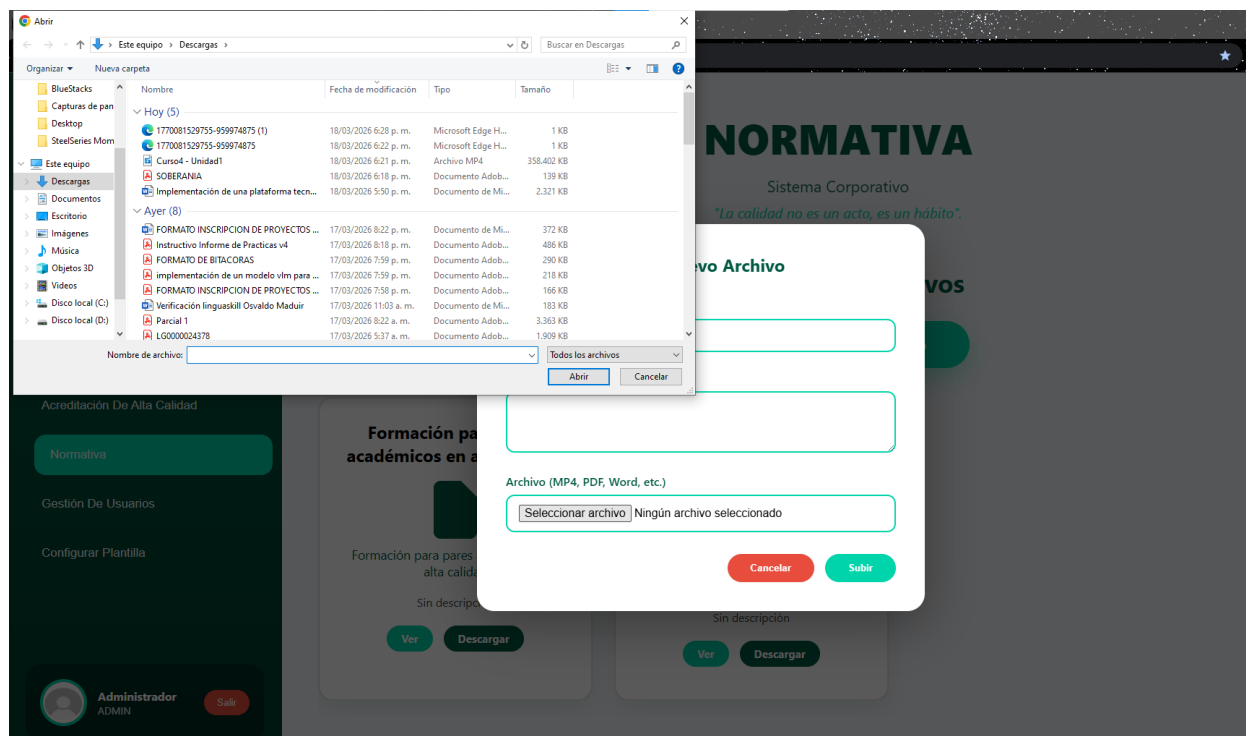 Abrir
Este equipo > Descargas >
Buscar en Descargas
Organizar
Nueva carpeta
BlueStacks
Capturas de pan
Desktop
SteelSeries Mom
Este equipo
Descargas
Documentos
Escritorio
Imágenes
Música
Objetos 3D
Videos
Disco local (C:)
Disco local (D:)
Nombre Fecha de modificación Tipo Tamaño
Hoy (5)
1770081529755-959974875 (1) 18/03/2026 6:28 p. m. Microsoft Edge H... 1 KB
1770081529755-959974875 18/03/2026 6:22 p. m. Microsoft Edge H... 1 KB
Curso4 - Unidad1 18/03/2026 6:21 p. m. Archivo MP4 358.402 KB
SOBERANIA 18/03/2026 6:18 p. m. Documento Adob... 139 KB
Implementación de una plataforma tecn... 18/03/2026 5:50 p. m. Documento de Mi... 2.321 KB
Ayer (8)
FORMATO INSCRIPCION DE PROYECTOS ... 17/03/2026 8:22 p. m. Documento de Mi... 372 KB
Instructivo Informe de Practicas v4 17/03/2026 8:18 p. m. Documento Adob... 486 KB
FORMATO DE BITACORAS 17/03/2026 7:59 p. m. Documento Adob... 290 KB
implementación de un modelo vlm para ... 17/03/2026 7:59 p. m. Documento Adob... 218 KB
FORMATO INSCRIPCION DE PROYECTOS ... 17/03/2026 7:58 p. m. Documento Adob... 166 KB
Verificación linguaskill Osvaldo Maduir 17/03/2026 11:03 a. m. Documento de Mi... 183 KB
Parcial 1 17/03/2026 8:22 a. m. Documento Adob... 3.363 KB
LG0000024378 17/03/2026 5:37 a. m. Documento Adob... 1.909 KB
Nombre de archivo:
Todos los archivos
Abrir
Cancelar
NORMATIVA
Sistema Corporativo
"La calidad no es un acto, es un hábito".
evo Archivo
vos
Archivo (MP4, PDF, Word, etc.)
Seleccionar archivo Ningún archivo seleccionado
Cancelar
Subir
Acreditación De Alta Calidad
Normativa
Gestión De Usuarios
Configurar Plantilla
Administrador
ADMIN
Salir
Formación pa
académicos en a
Formación para pares
alta calida
Sin descripc
Ver
Descargar
Sin descripción
Ver
Descargar